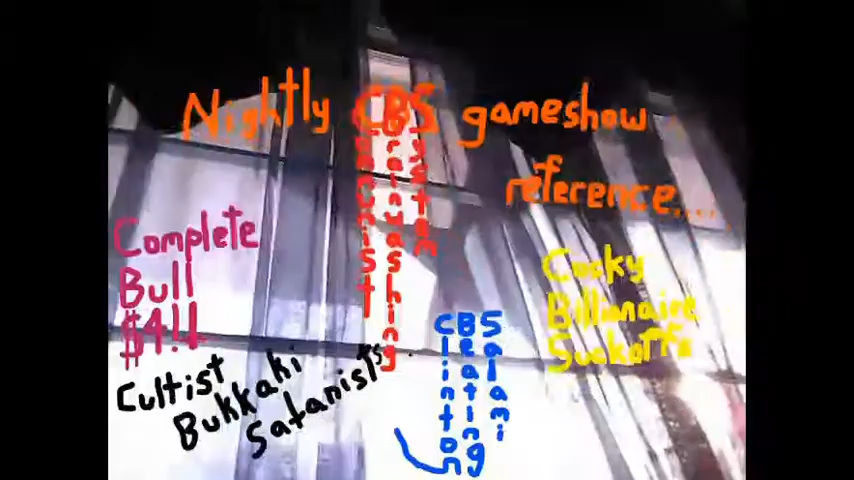 Nightly CBS gameshow
reference....
Communist
Brainwashing
System
Complete
Bull
$4!L
Cocky
Billionaire
Suckoffs
Cultist
Bukkaki
Satanists
CBS
Clinton
Beating
Salami